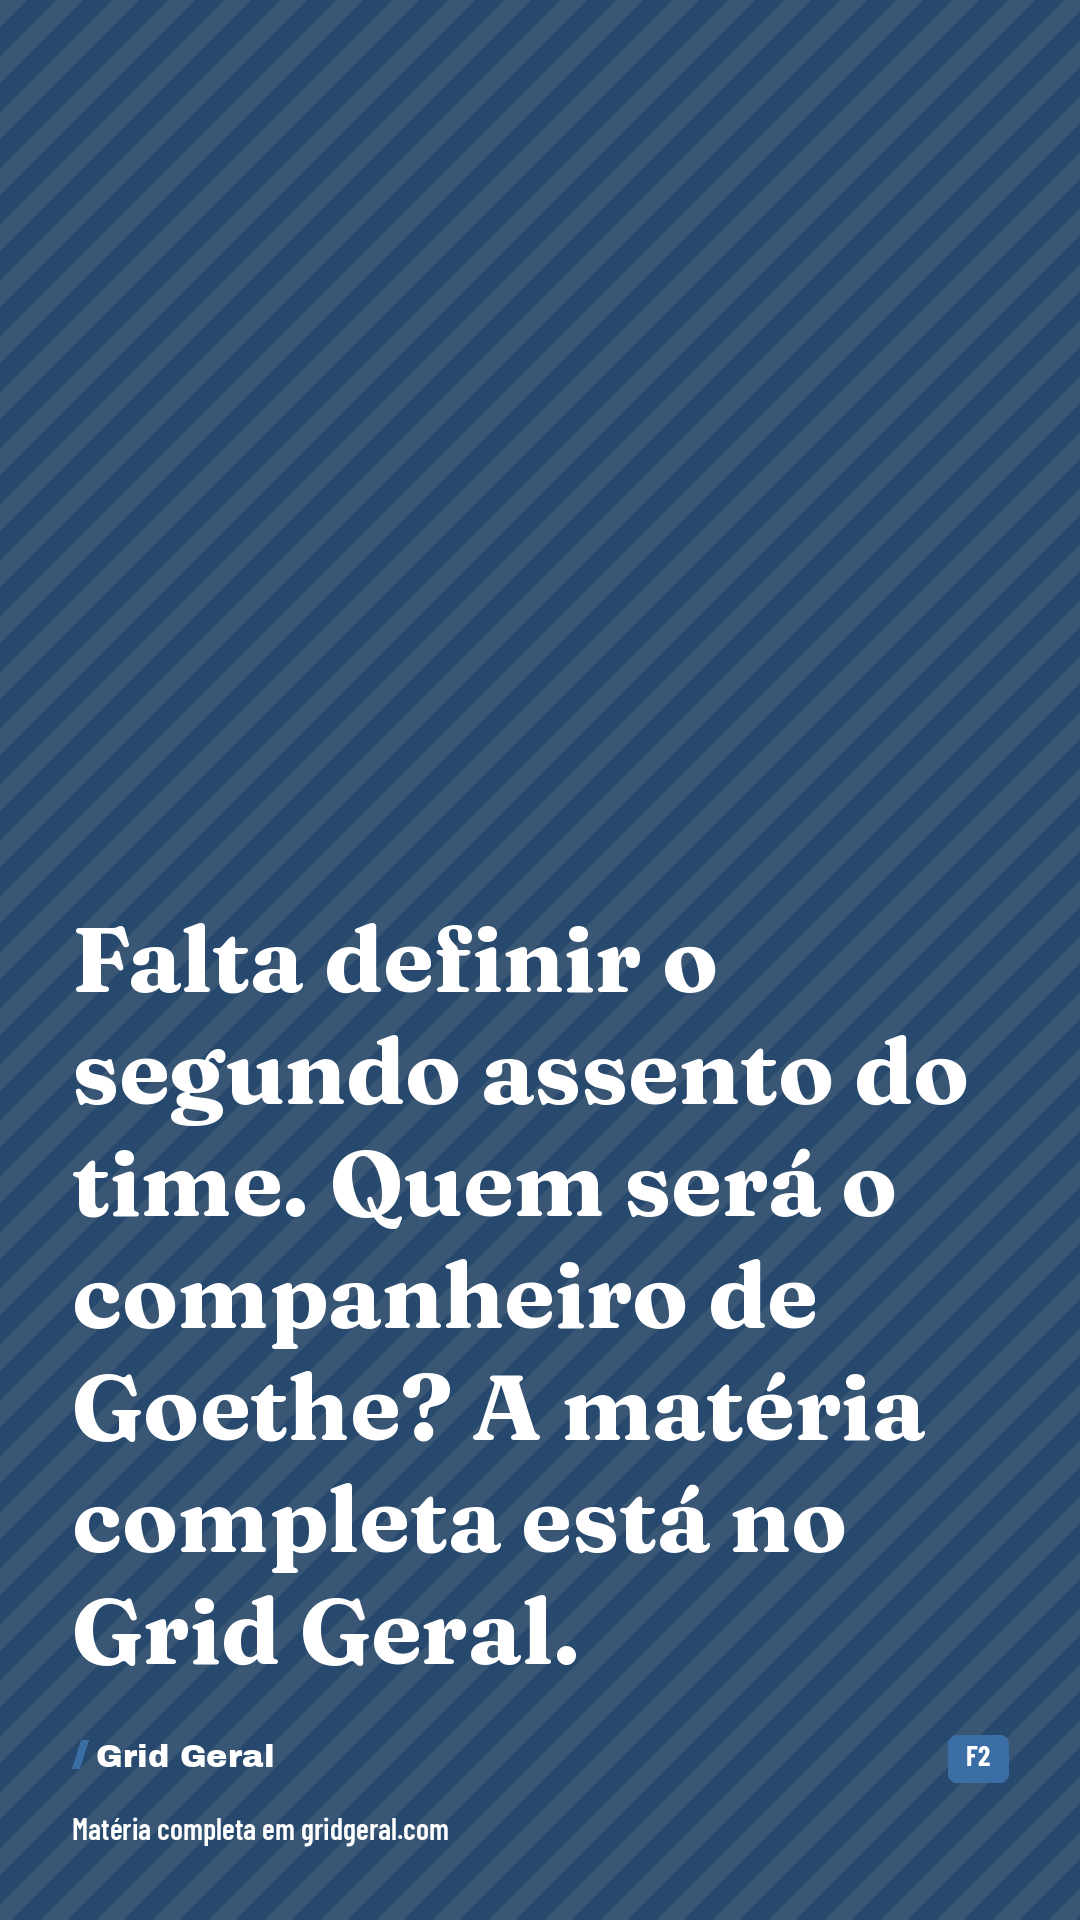 Falta definir o
segundo assento do
time. Quem será o
companheiro de
Goethe? A matéria
completa está no
Grid Geral.
/ Grid Geral
F2
Matéria completa em gridgeral.com